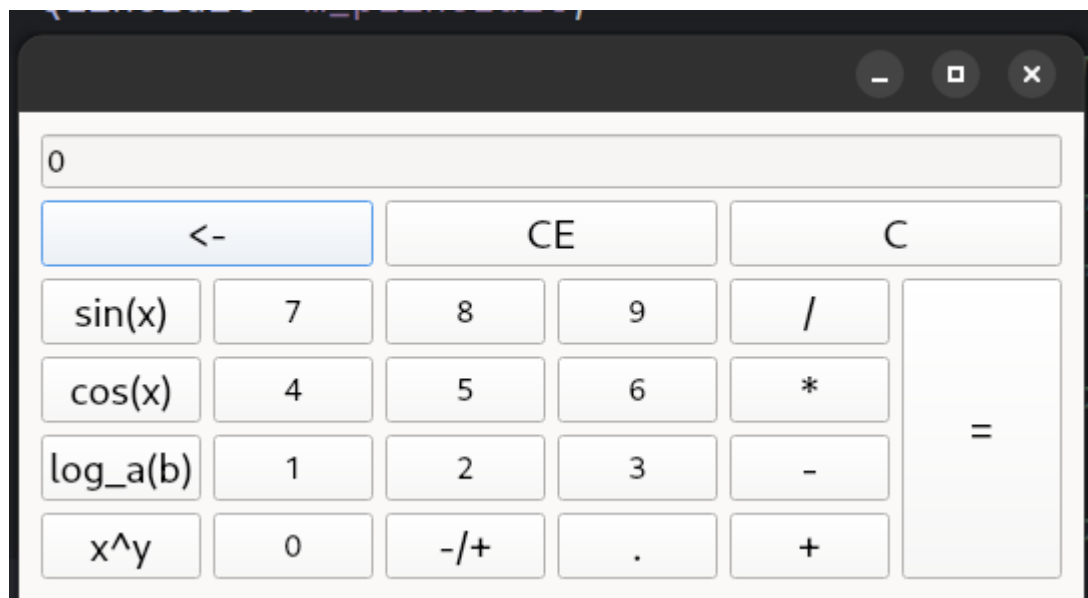 0
<- CE C
sin(x) 7 8 9 /
cos(x) 4 5 6 *
=
log_a(b) 1 2 3 -
x^y 0 -/+ . +